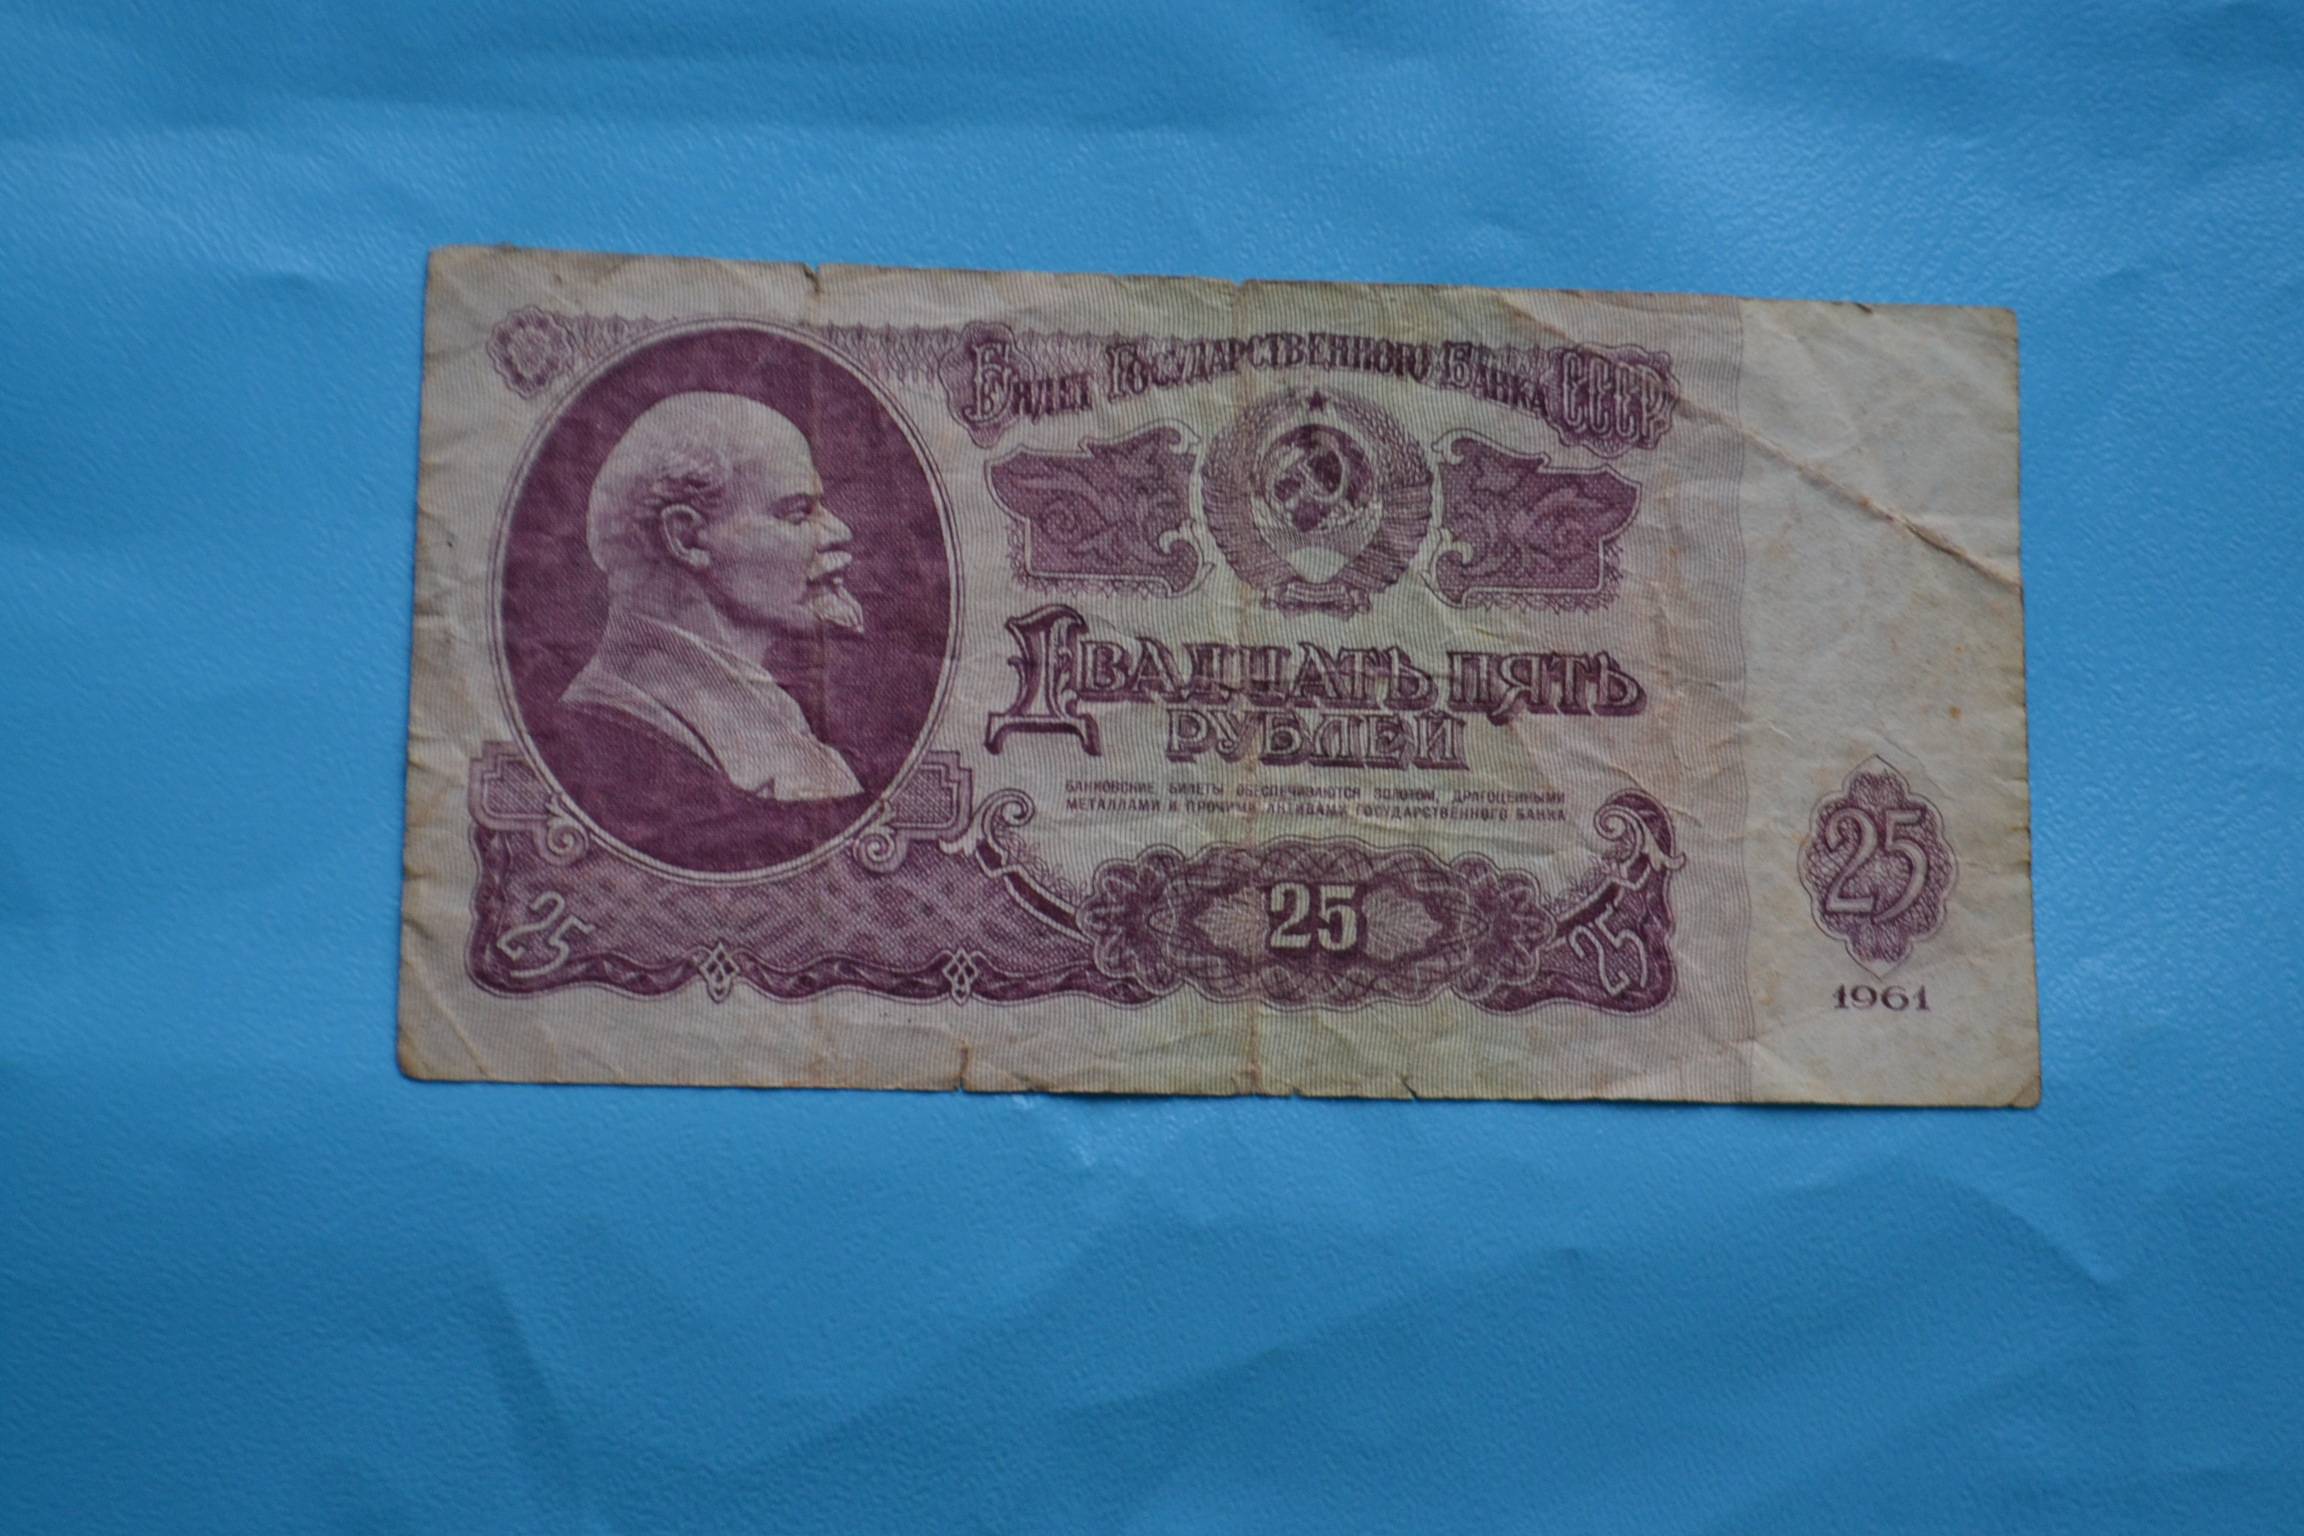 Билет Государственного Банка СССР
Двадцать пять
рублей
БАНКОВСКИЕ БИЛЕТЫ ОБЕСПЕЧИВАЮТСЯ ЗОЛОТОМ, ДРАГОЦЕННЫМИ
МЕТАЛЛАМИ И ПРОЧИМИ АКТИВАМИ ГОСУДАРСТВЕННОГО БАНКА
25
25
25
25
1961